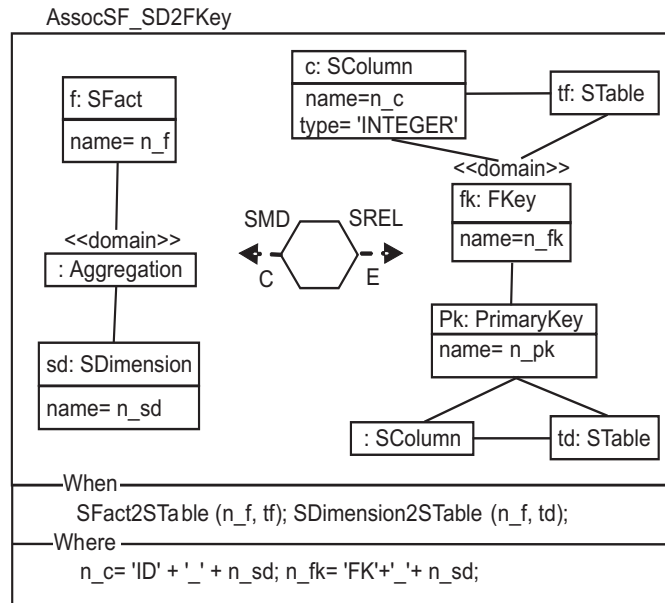 AssocSF_SD2FKey
f: SFact
name= n_f
<<domain>>
: Aggregation
sd: SDimension
name= n_sd
SMD
SREL
C
E
c: SColumn
name=n_c
type= 'INTEGER'
tf: STable
<<domain>>
fk: FKey
name=n_fk
Pk: PrimaryKey
name= n_pk
: SColumn
td: STable
When
SFact2STable (n_f, tf); SDimension2STable (n_f, td);
Where
n_c= 'ID' + '_' + n_sd; n_fk= 'FK'+'_'+ n_sd;